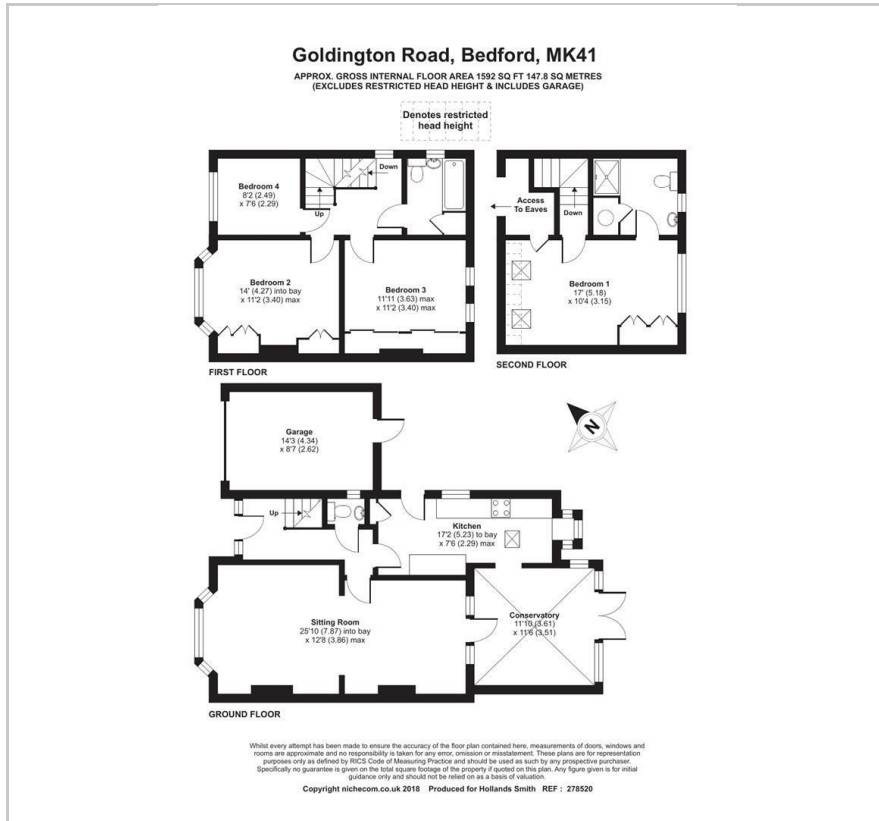 Goldington Road, Bedford, MK41
APPROX. GROSS INTERNAL FLOOR AREA 1592 SQ FT 147.8 SQ METRES
(EXCLUDES RESTRICTED HEAD HEIGHT & INCLUDES GARAGE)
Denotes restricted
head height
Bedroom 4
8'2 (2.49)
x 7'6 (2.29)
Up
Down
Bedroom 2
14' (4.27) into bay
x 11'2 (3.40) max
Bedroom 3
11'11 (3.63) max
x 11'2 (3.40) max
FIRST FLOOR
Access
To Eaves
Down
Bedroom 1
17' (5.18)
x 10'4 (3.15)
SECOND FLOOR
Garage
14'3 (4.34)
x 8'7 (2.62)
N
Up
Kitchen
17'2 (5.23) to bay
x 7'6 (2.29) max
Sitting Room
25'10 (7.87) into bay
x 12'8 (3.86) max
Conservatory
11'10 (3.61)
x 11'6 (3.51)
GROUND FLOOR
Whilst every attempt has been made to ensure the accuracy of the floor plan contained here, measurements of doors, windows and
rooms are approximate and no responsibility is taken for any error, omission or misstatement. These plans are for representation
purposes only as defined by RICS Code of Measuring Practice and should be used as such by any prospective purchaser.
Specifically no guarantee is given on the total square footage of the property if quoted on this plan. Any figure given is for initial
guidance only and should not be relied on as a basis of valuation.
Copyright nichecom.co.uk 2018 Produced for Hollands Smith REF : 278520